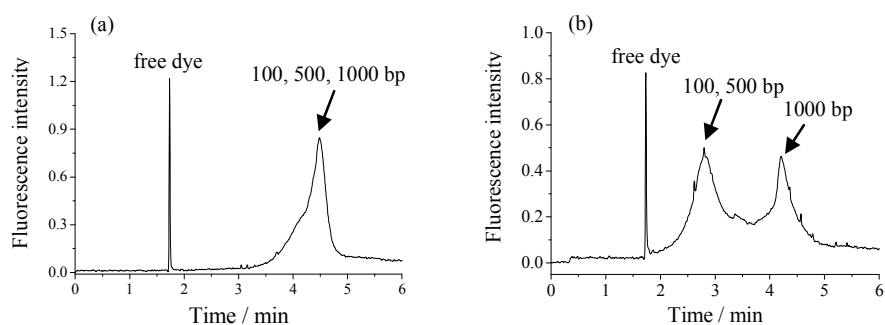 (a)
free dye
100, 500, 1000 bp
Fluorescence intensity
1.5
1.2
0.9
0.6
0.3
0.0
0 1 2 3 4 5 6
Time / min
(b)
free dye
100, 500 bp
1000 bp
Fluorescence intensity
1.0
0.8
0.6
0.4
0.2
0.0
0 1 2 3 4 5 6
Time / min